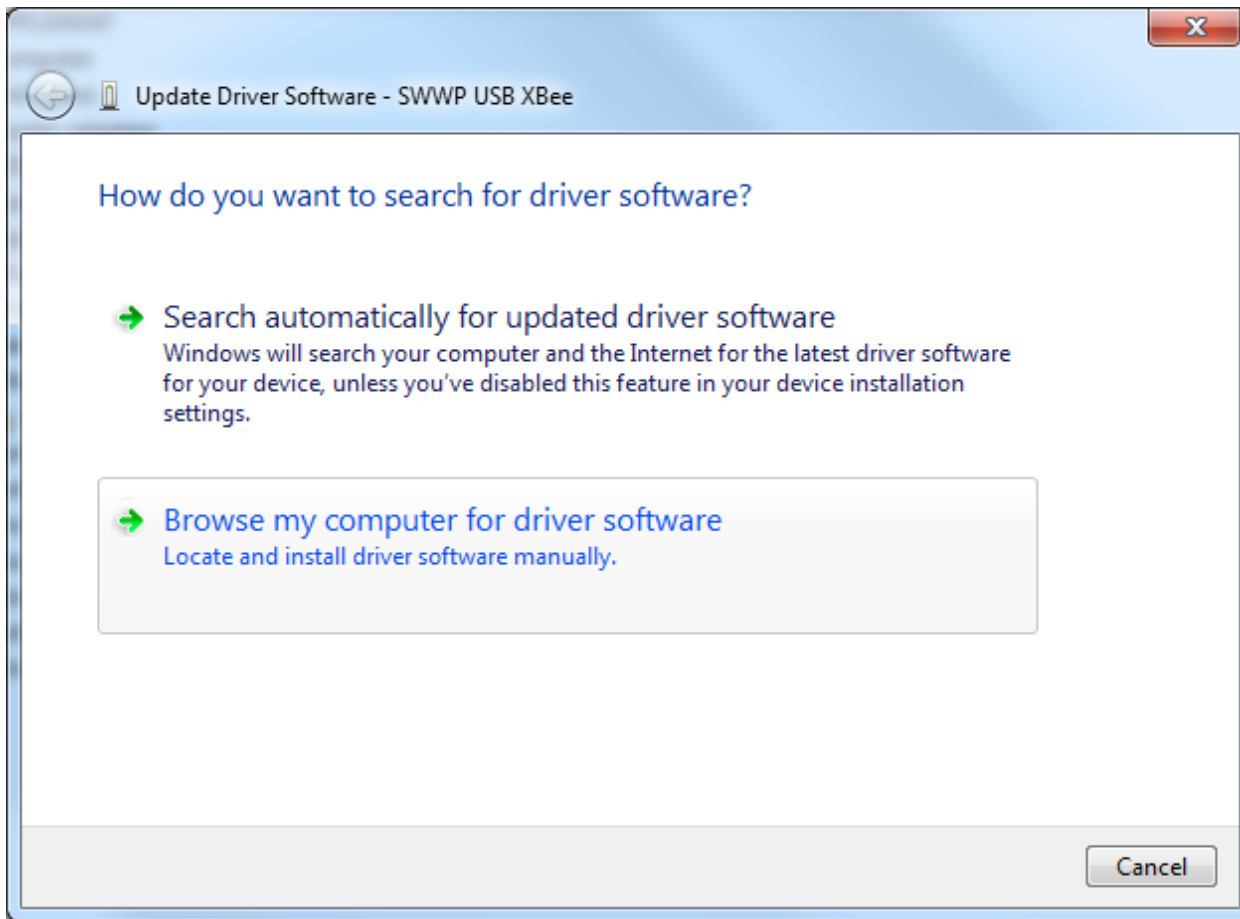 Update Driver Software - SWWP USB XBee
How do you want to search for driver software?
Search automatically for updated driver software
Windows will search your computer and the Internet for the latest driver software
for your device, unless you've disabled this feature in your device installation
settings.
Browse my computer for driver software
Locate and install driver software manually.
Cancel